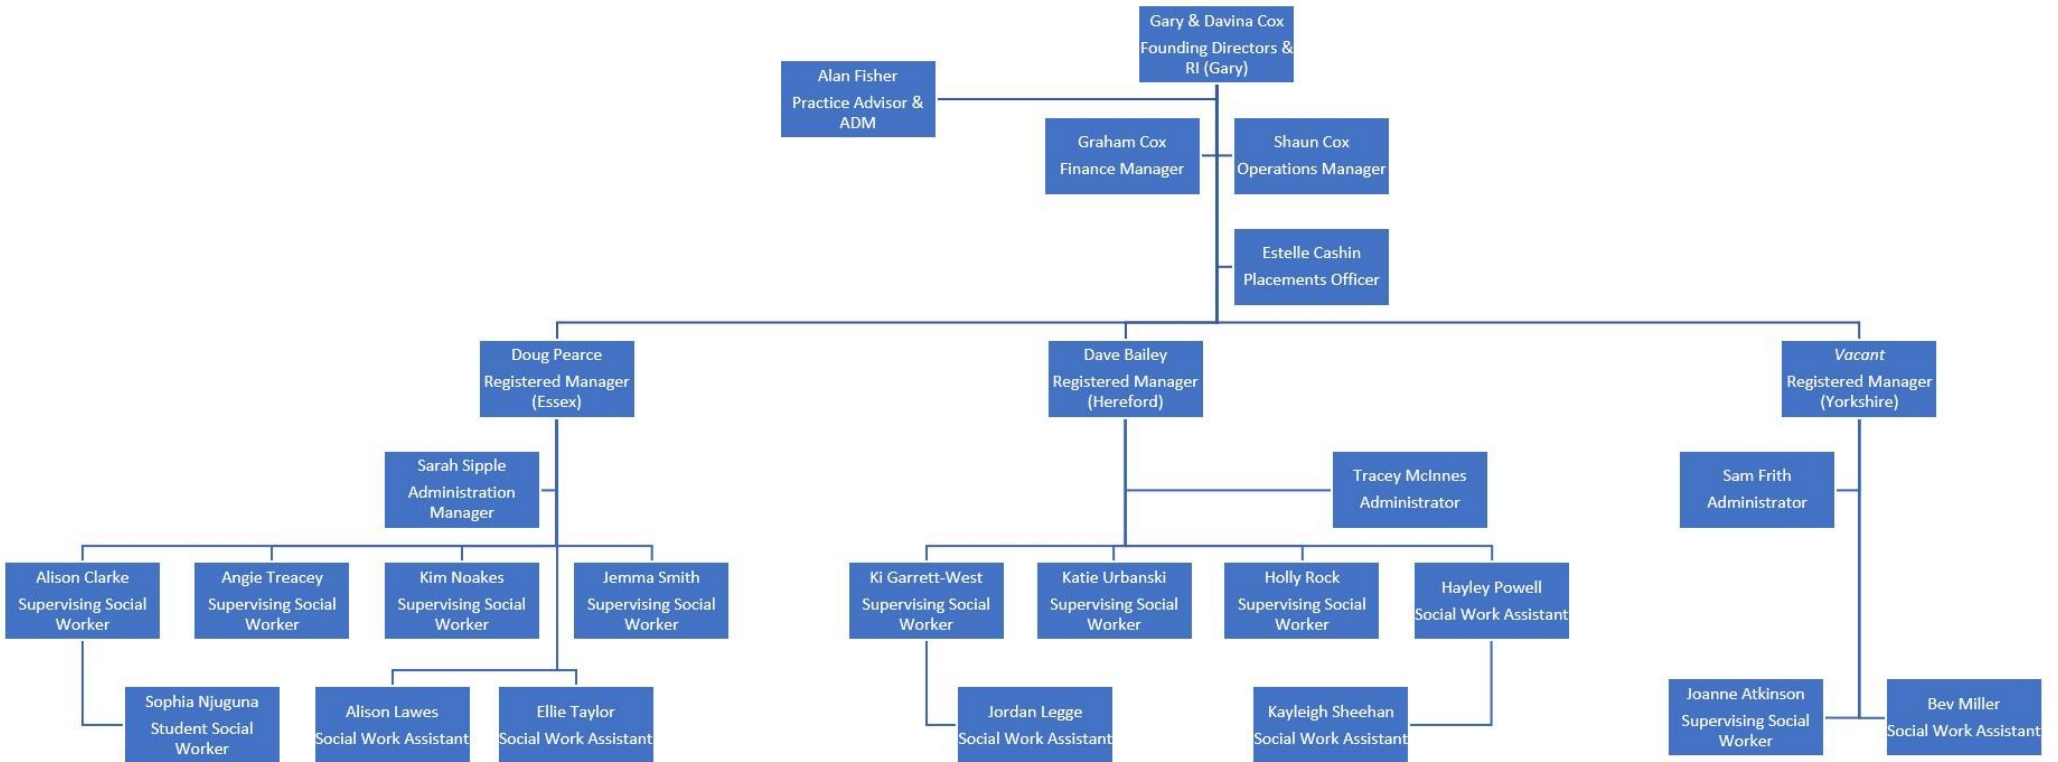 Gary & Davina Cox
Founding Directors &
RI (Gary)
Alan Fisher
Practice Advisor &
ADM
Graham Cox
Finance Manager
Shaun Cox
Operations Manager
Estelle Cashin
Placements Officer
Doug Pearce
Registered Manager
(Essex)
Dave Bailey
Registered Manager
(Hereford)
Vacant
Registered Manager
(Yorkshire)
Sarah Sipple
Administration
Manager
Tracey McInnes
Administrator
Sam Frith
Administrator
Alison Clarke
Supervising Social
Worker
Angie Treacey
Supervising Social
Worker
Kim Noakes
Supervising Social
Worker
Jemma Smith
Supervising Social
Worker
Ki Garrett-West
Supervising Social
Worker
Katie Urbanski
Supervising Social
Worker
Holly Rock
Supervising Social
Worker
Hayley Powell
Social Work Assistant
Sophia Njuguna
Student Social
Worker
Alison Lawes
Social Work Assistant
Ellie Taylor
Social Work Assistant
Jordan Legge
Social Work Assistant
Kayleigh Sheehan
Social Work Assistant
Joanne Atkinson
Supervising Social
Worker
Bev Miller
Social Work Assistant